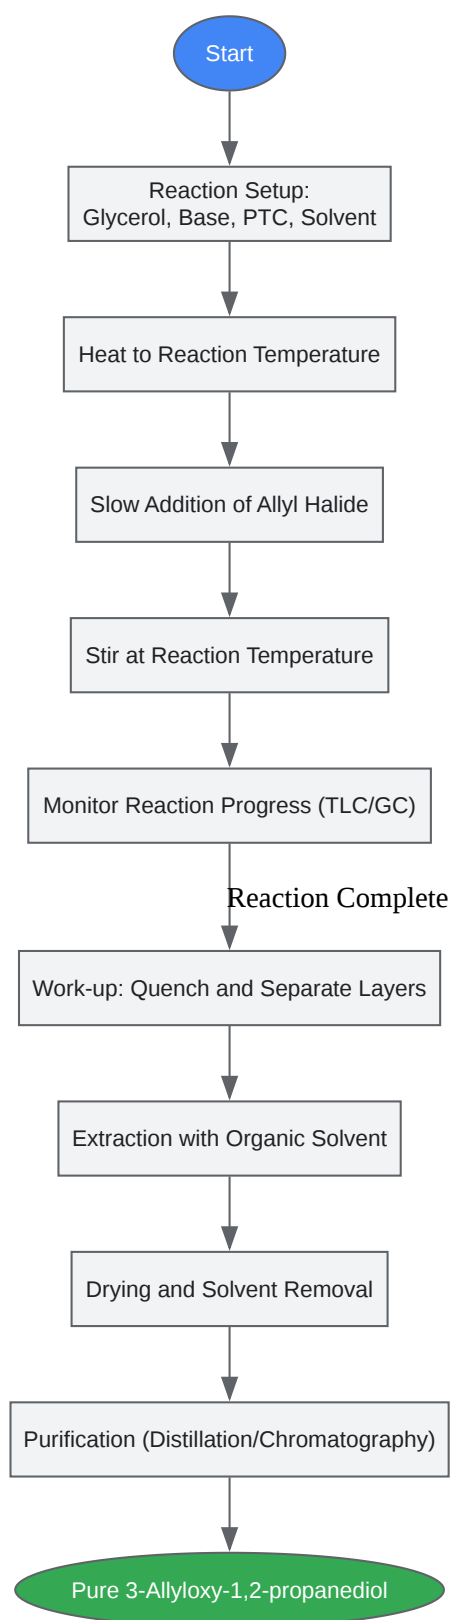 Start
Reaction Setup:
Glycerol, Base, PTC, Solvent
Heat to Reaction Temperature
Slow Addition of Allyl Halide
Stir at Reaction Temperature
Monitor Reaction Progress (TLC/GC)
Reaction Complete
Work-up: Quench and Separate Layers
Extraction with Organic Solvent
Drying and Solvent Removal
Purification (Distillation/Chromatography)
Pure 3-Allyloxy-1,2-propanediol